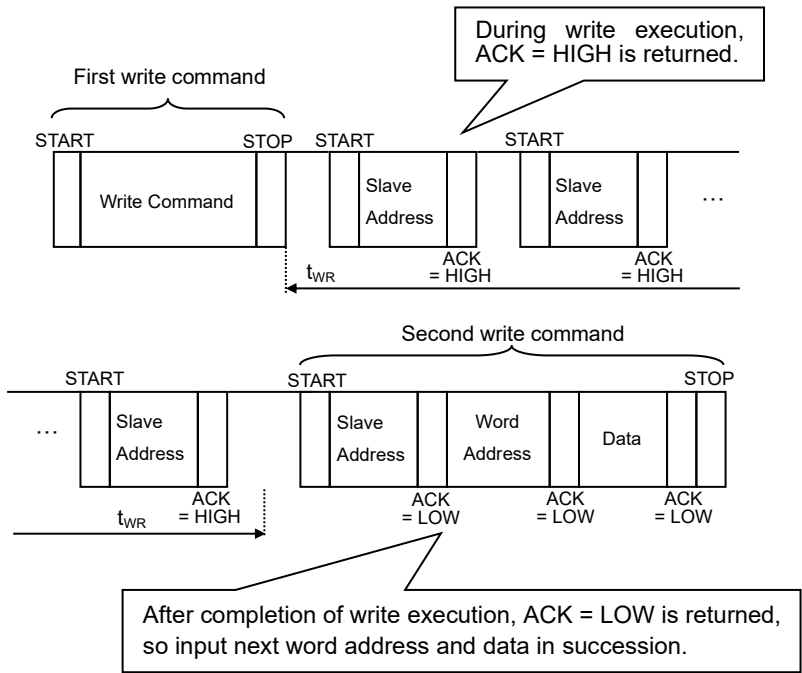 During write execution,
ACK = HIGH is returned.
First write command
START STOP START START
Write Command
Slave
Address
Slave
Address
…
ACK
= HIGH
ACK
= HIGH
tWR
Second write command
START START STOP
…
Slave
Address
Slave
Address
Word
Address
Data
ACK
= HIGH
ACK
= LOW
ACK
= LOW
ACK
= LOW
tWR
After completion of write execution, ACK = LOW is returned,
so input next word address and data in succession.